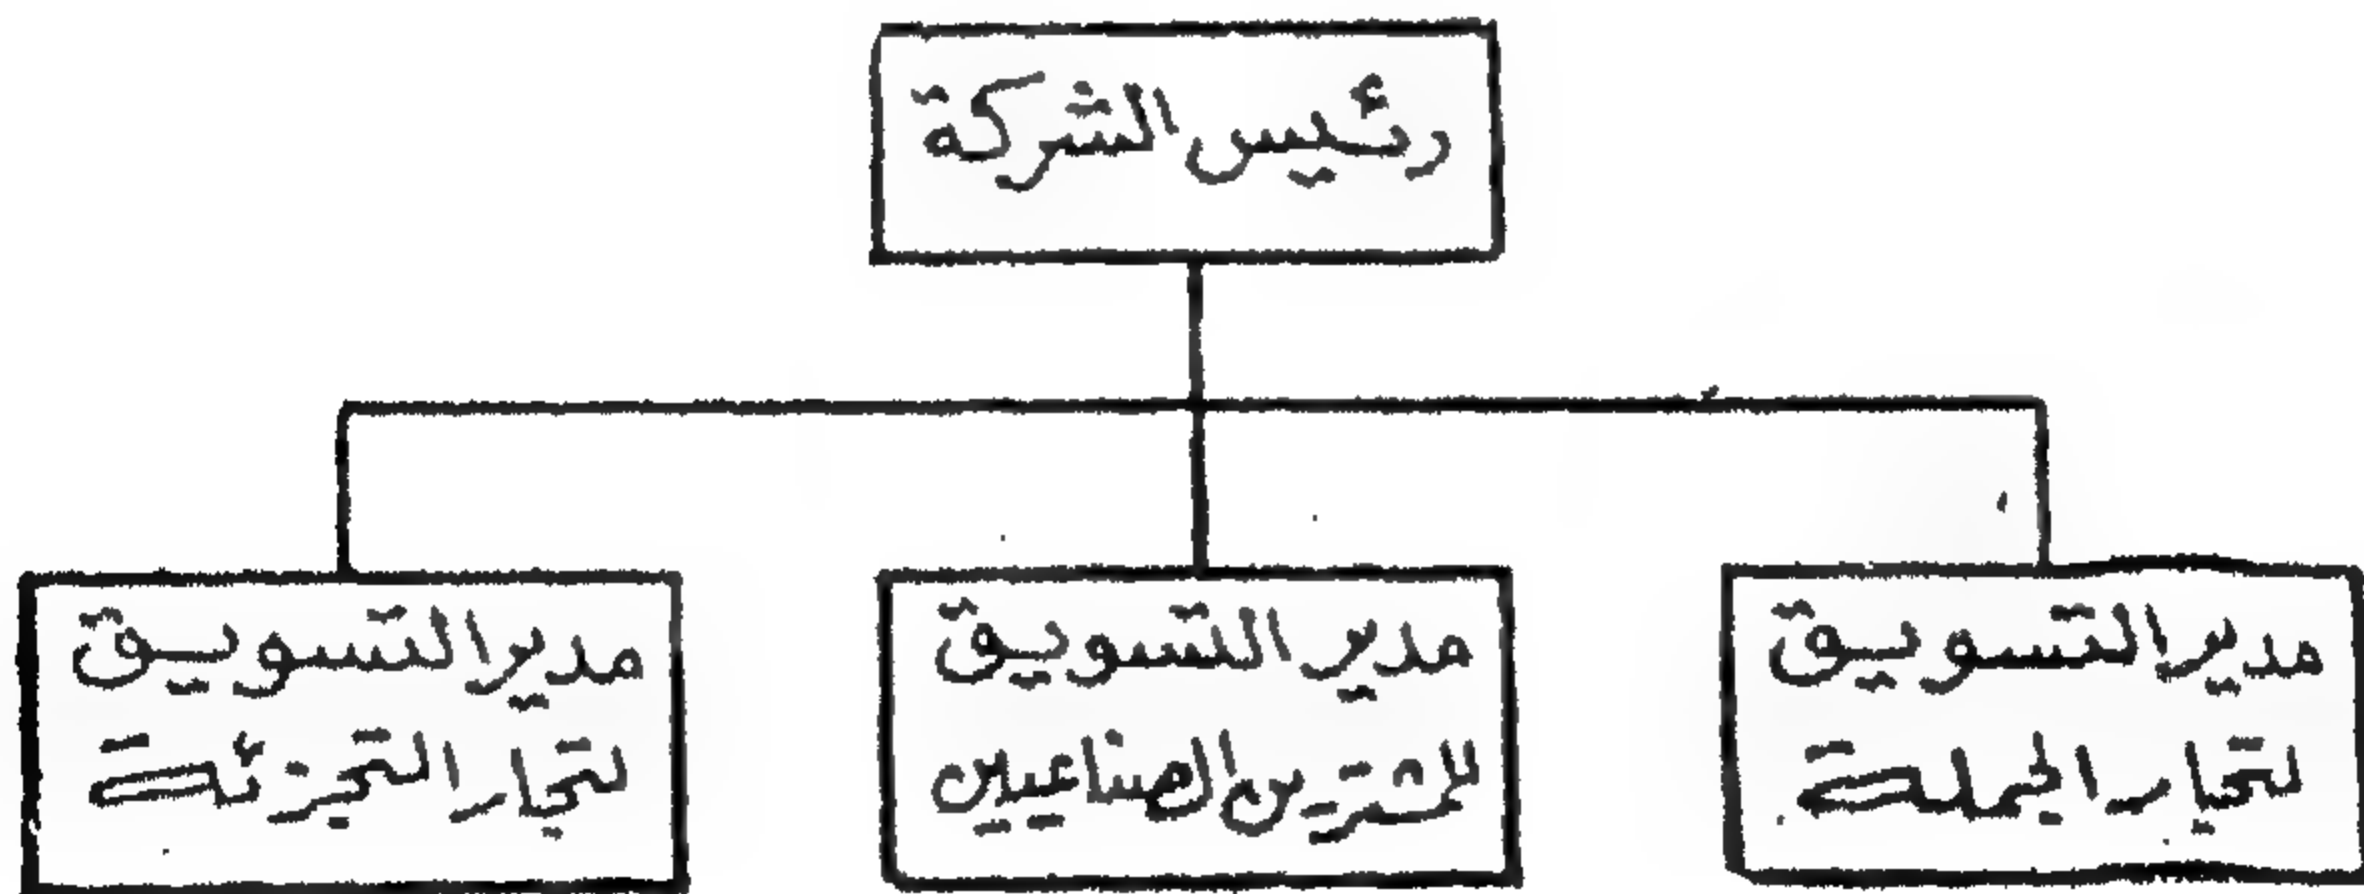 رئيس الشركة
مدير التسويق
لتجار الجملة
مدير التسويق
للمشترين الصناعيين
مدير التسويق
لتجار التجزئة